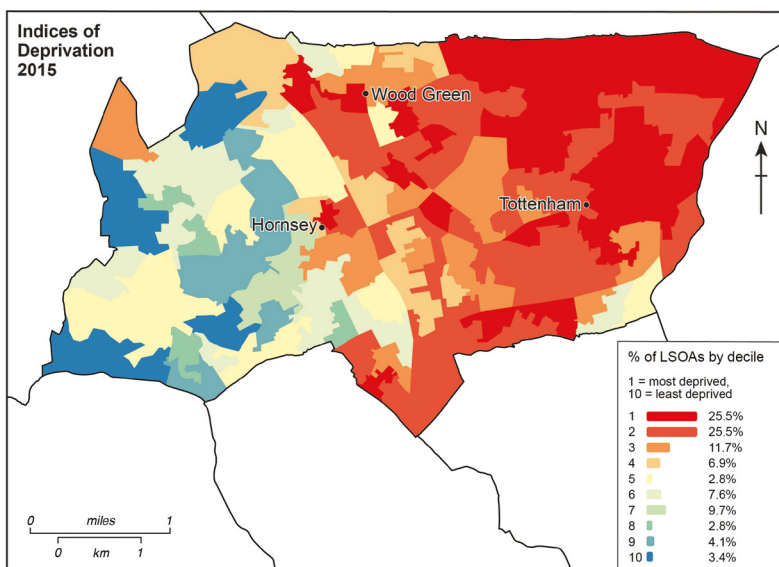 Indices of
Deprivation
2015
Wood Green
N
Tottenham
Hornsey
% of LSOAs by decile
1 = most deprived,
10 = least deprived
1 25.5%
2 25.5%
3 11.7%
4 6.9%
5 2.8%
6 7.6%
7 9.7%
8 2.8%
9 4.1%
10 3.4%
0 miles 1
0 km 1